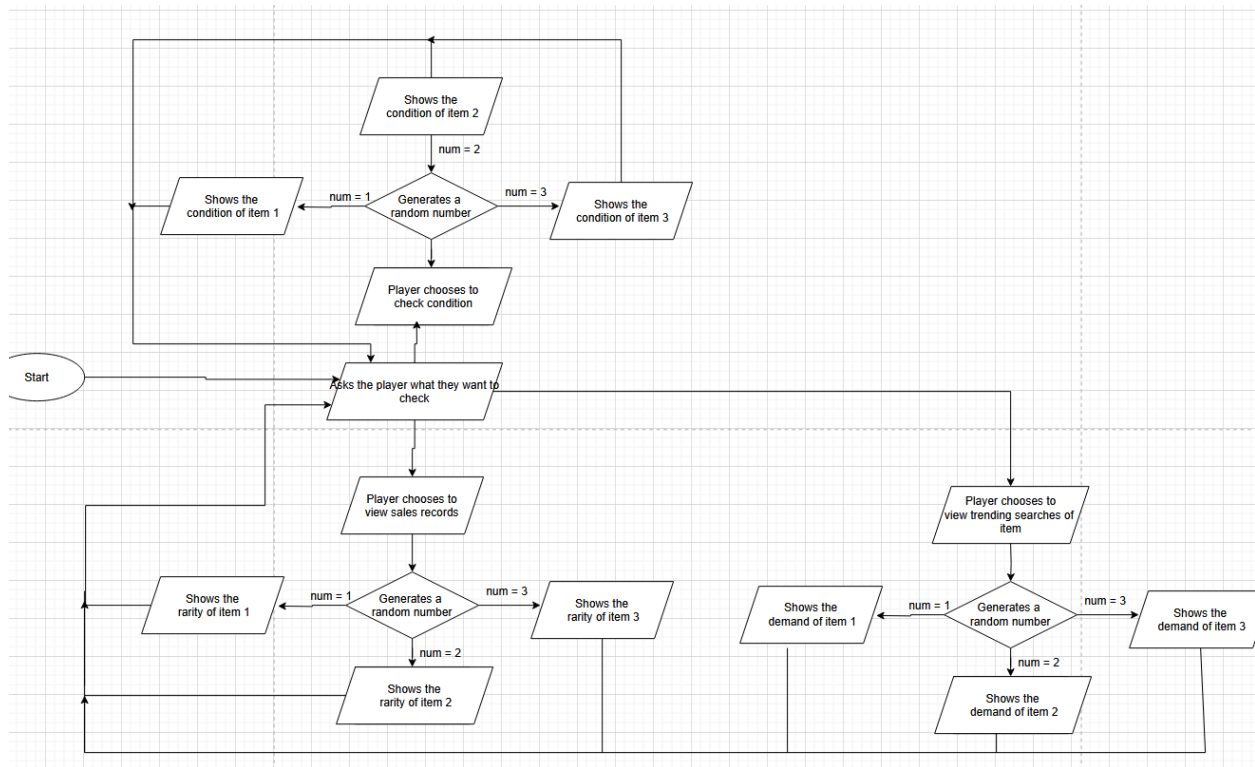 Shows the
condition of item 2
num = 2
num = 1
Generates a
random number
num = 3
Shows the
condition of item 1
Shows the
condition of item 3
Player chooses to
check condition
Start
Asks the player what they want to
check
Player chooses to
view sales records
Player chooses to
view trending searches of
item
Shows the
rarity of item 1
num = 1
Generates a
random number
num = 3
Shows the
rarity of item 3
num = 2
Shows the
rarity of item 2
Shows the
demand of item 1
num = 1
Generates a
random number
num = 3
Shows the
demand of item 3
num = 2
Shows the
demand of item 2